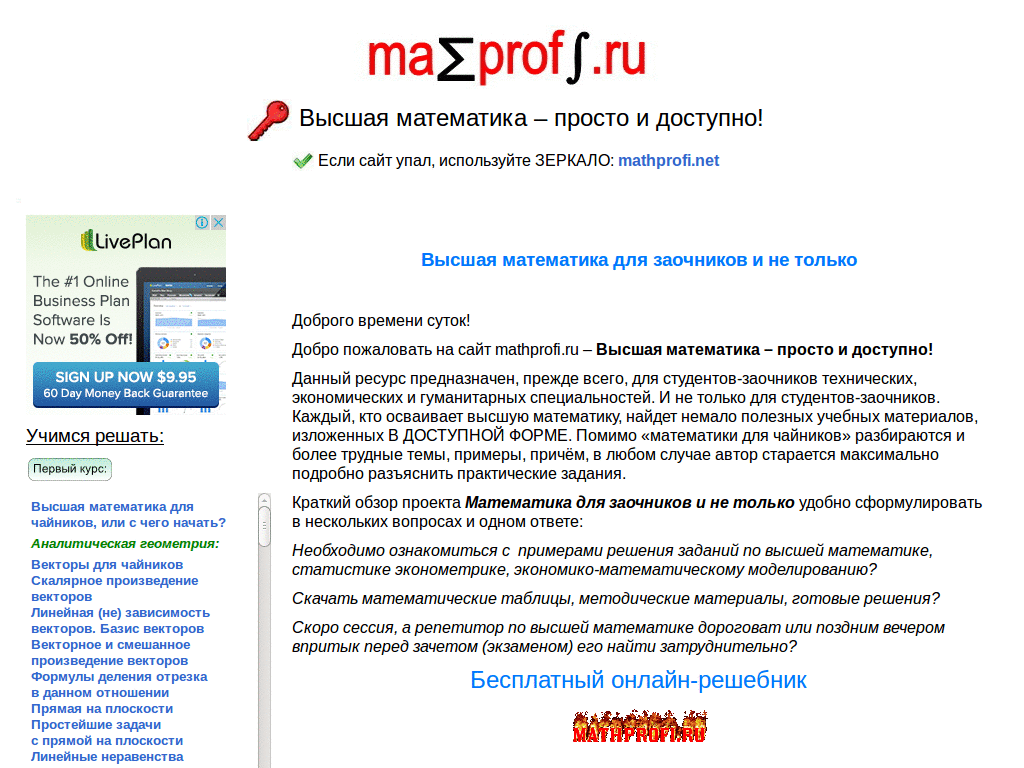 ma∑prof∫.ru
Высшая математика – просто и доступно!
Если сайт упал, используйте ЗЕРКАЛО: mathprofi.net
LivePlan
The #1 Online
Business Plan
Software Is
Now 50% Off!
SIGN UP NOW $9.95
60 Day Money Back Guarantee
Учимся решать:
Первый курс:
Высшая математика для
чайников, или с чего начать?
Аналитическая геометрия:
Векторы для чайников
Скалярное произведение
векторов
Линейная (не) зависимость
векторов. Базис векторов
Векторное и смешанное
произведение векторов
Формулы деления отрезка
в данном отношении
Прямая на плоскости
Простейшие задачи
с прямой на плоскости
Линейные неравенства
Высшая математика для заочников и не только
Доброго времени суток!
Добро пожаловать на сайт mathprofi.ru – Высшая математика – просто и доступно!
Данный ресурс предназначен, прежде всего, для студентов-заочников технических,
экономических и гуманитарных специальностей. И не только для студентов-заочников.
Каждый, кто осваивает высшую математику, найдет немало полезных учебных материалов,
изложенных В ДОСТУПНОЙ ФОРМЕ. Помимо «математики для чайников» разбираются и
более трудные темы, примеры, причём, в любом случае автор старается максимально
подробно разъяснить практические задания.
Краткий обзор проекта Математика для заочников и не только удобно сформулировать
в нескольких вопросах и одном ответе:
Необходимо ознакомиться с примерами решения заданий по высшей математике,
статистике эконометрике, экономико-математическому моделированию?
Скачать математические таблицы, методические материалы, готовые решения?
Скоро сессия, а репетитор по высшей математике дороговат или поздним вечером
впритык перед зачетом (экзаменом) его найти затруднительно?
Бесплатный онлайн-решебник
MATHPROFI.RU